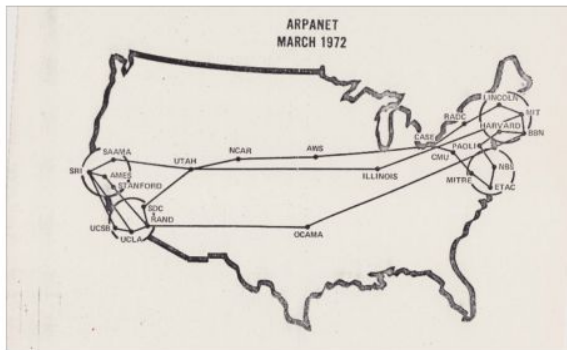 ARPANET
MARCH 1972
LINCOLN
RADC
MIT
CASE
HARVARD
BBN
PAOLI
SAAMA
NCAR
AWS
CMU
SRI
AMES
UTAH
ILLINOIS
NBS
STANFORD
MITRE
ETAC
SDC
RAND
UCSB
UCLA
OCAMA